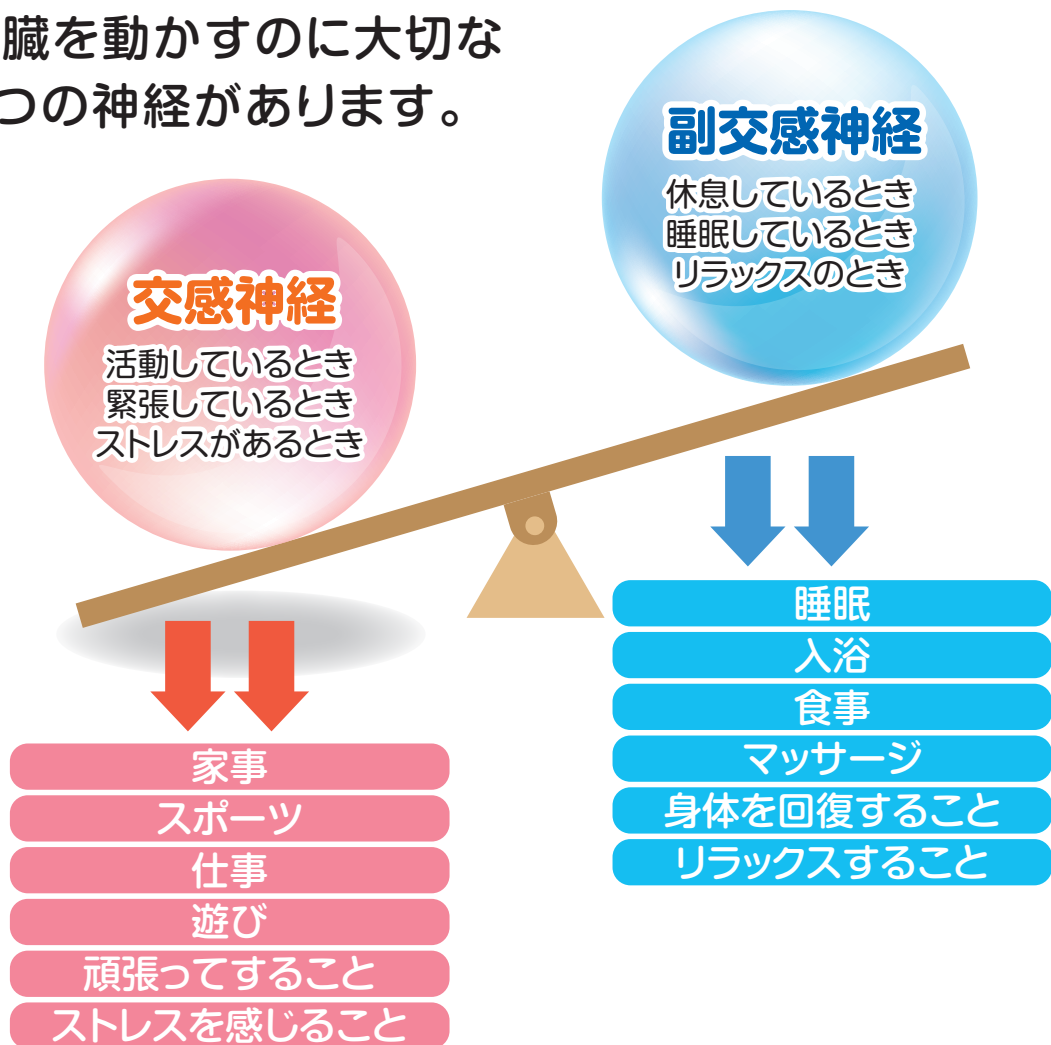 臓を動かすのに大切な
つの神経があります。
副交感神経
休息しているとき
睡眠しているとき
リラックスのとき
交感神経
活動しているとき
緊張しているとき
ストレスがあるとき
睡眠
入浴
食事
マッサージ
身体を回復すること
リラックスすること
家事
スポーツ
仕事
遊び
頑張ってすること
ストレスを感じること